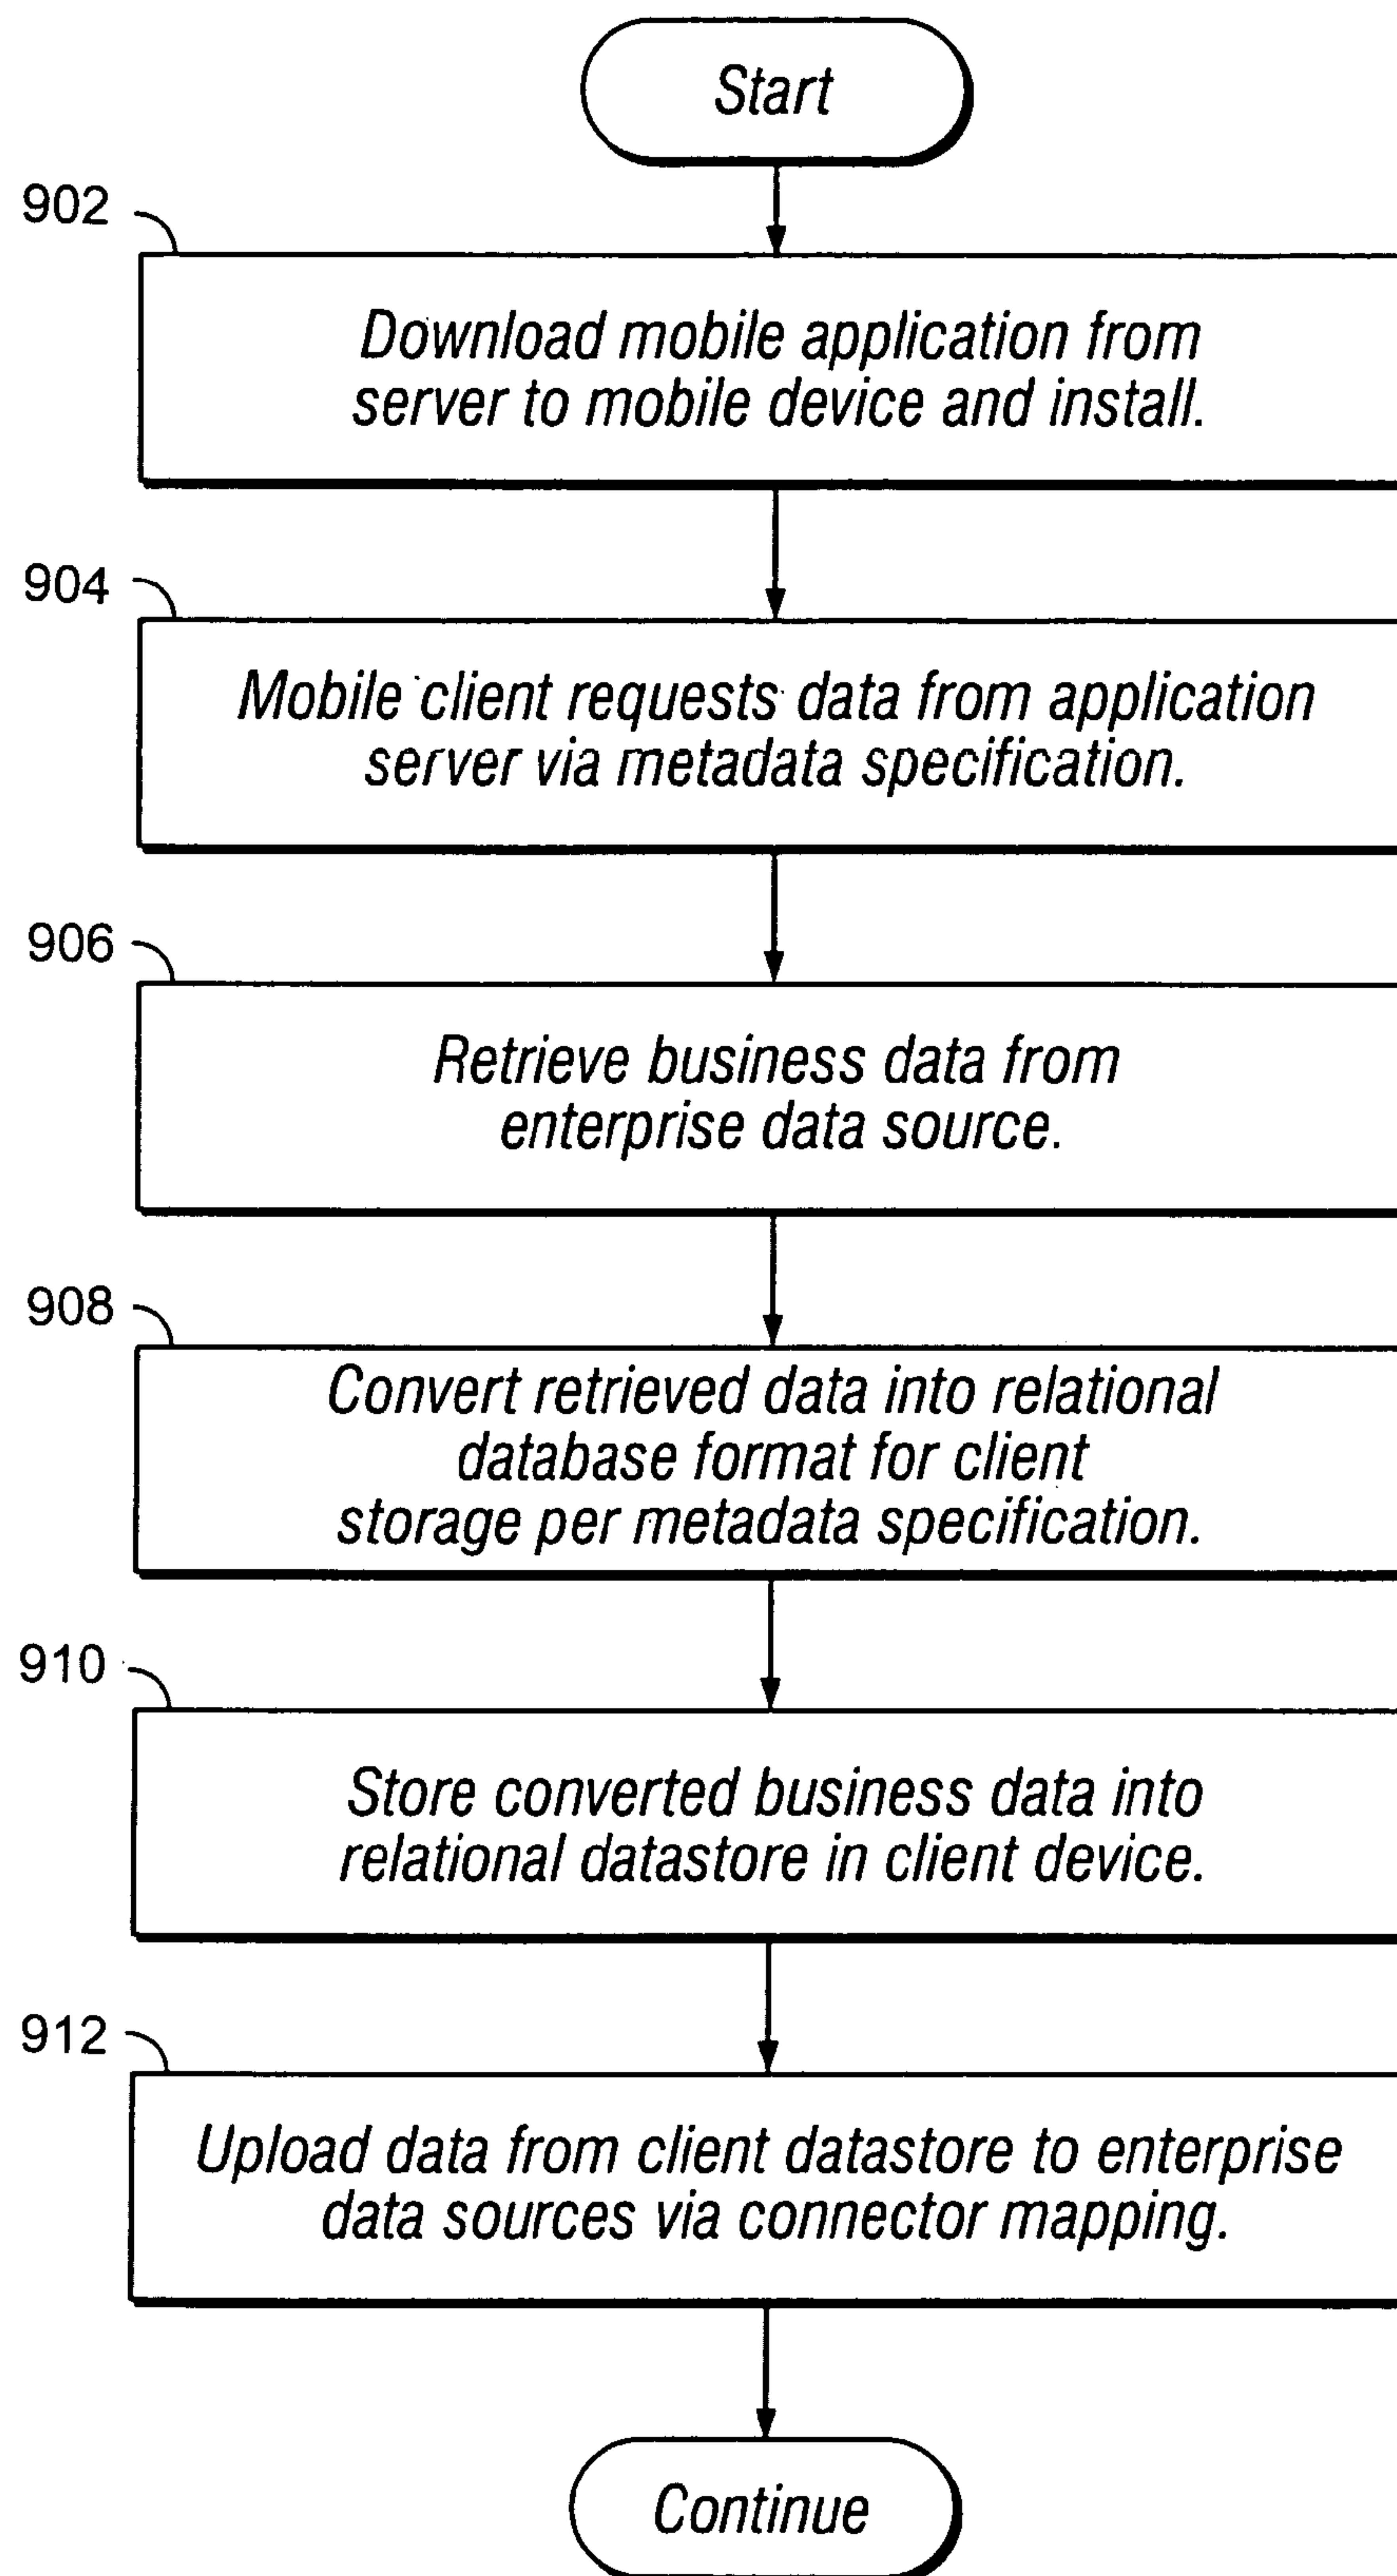 Start
902
Download mobile application from
server to mobile device and install.
904
Mobile client requests data from application
server via metadata specification.
906
Retrieve business data from
enterprise data source.
908
Convert retrieved data into relational
database format for client
storage per metadata specification.
910
Store converted business data into
relational datastore in client device.
912
Upload data from client datastore to enterprise
data sources via connector mapping.
Continue